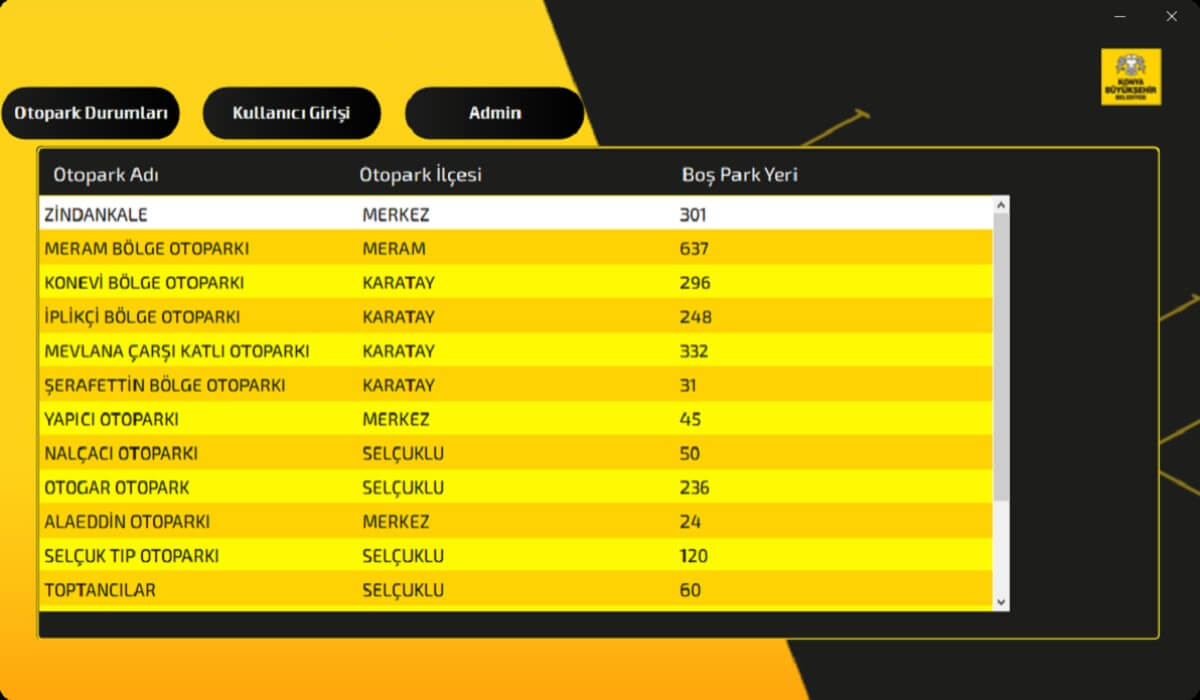 KONYA
BÜYÜKŞEHİR
BELEDİYESİ
Otopark Durumları Kullanıcı Girişi Admin
Otopark Adı Otopark İlçesi Boş Park Yeri
ZİNDANKALE MERKEZ 301
MERAM BÖLGE OTOPARKI MERAM 637
KONEVİ BÖLGE OTOPARKI KARATAY 296
İPLİKÇİ BÖLGE OTOPARKI KARATAY 248
MEVLANA ÇARŞI KATLI OTOPARKI KARATAY 332
ŞERAFETTİN BÖLGE OTOPARKI KARATAY 31
YAPICI OTOPARKI MERKEZ 45
NALÇACI OTOPARKI SELÇUKLU 50
OTOGAR OTOPARK SELÇUKLU 236
ALAEDDİN OTOPARKI MERKEZ 24
SELÇUK TIP OTOPARKI SELÇUKLU 120
TOPTANCILAR SELÇUKLU 60